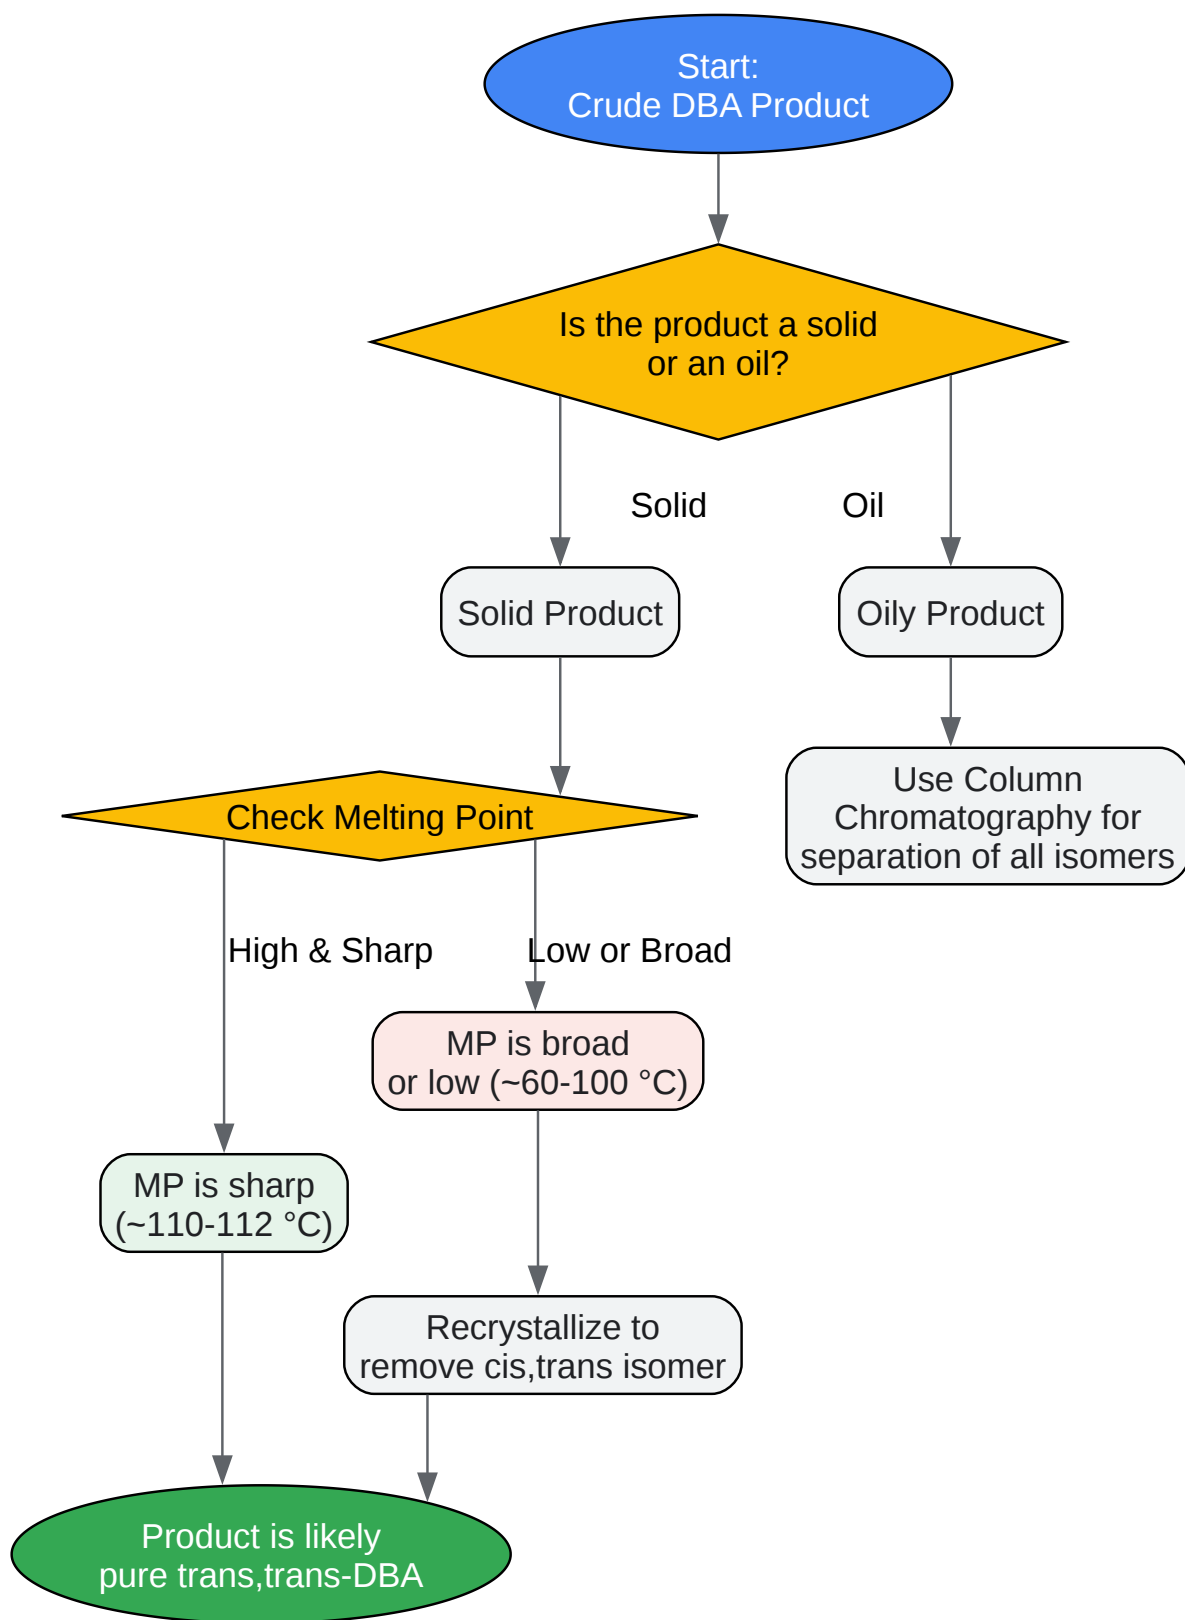 Start:
Crude DBA Product
Is the product a solid
or an oil?
Solid
Oil
Solid Product
Oily Product
Use Column
Chromatography for
separation of all isomers
Check Melting Point
High & Sharp
Low or Broad
MP is broad
or low (~60-100 °C)
MP is sharp
(~110-112 °C)
Recrystallize to
remove cis,trans isomer
Product is likely
pure trans,trans-DBA